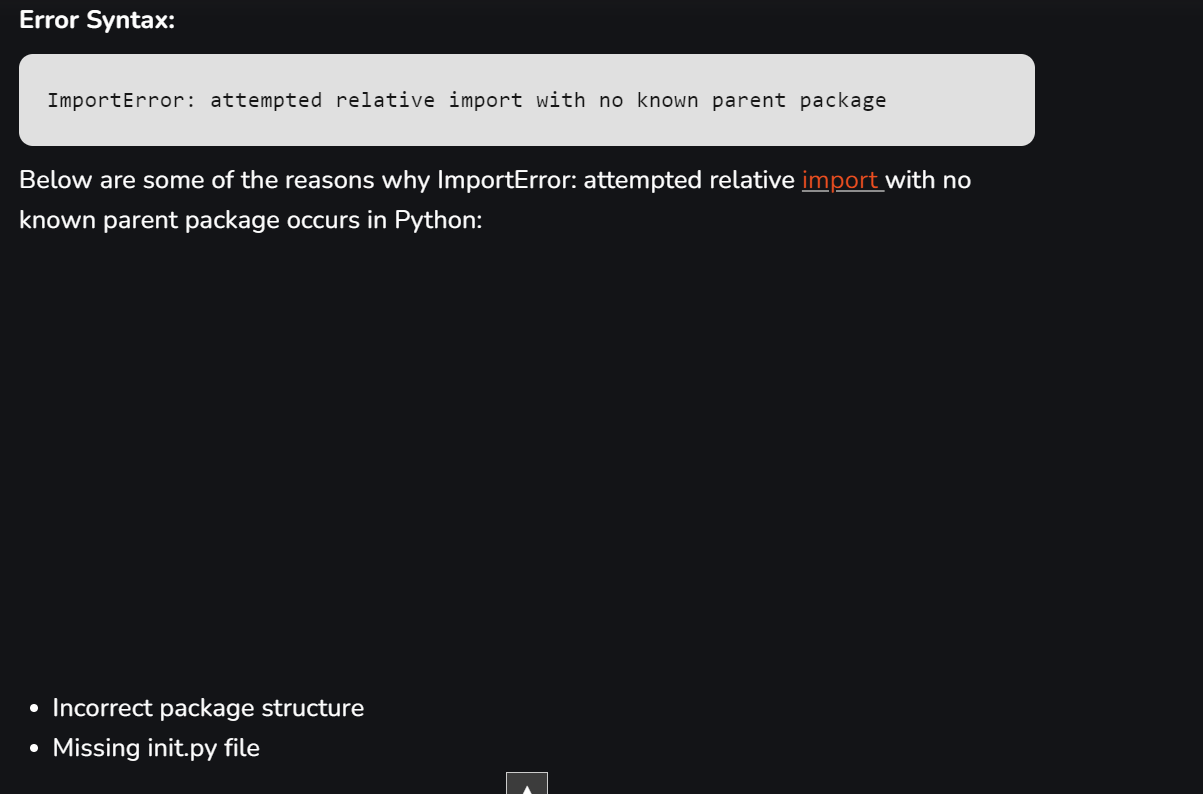 Error Syntax:
ImportError: attempted relative import with no known parent package
Below are some of the reasons why ImportError: attempted relative import with no
known parent package occurs in Python:
• Incorrect package structure
• Missing init.py file